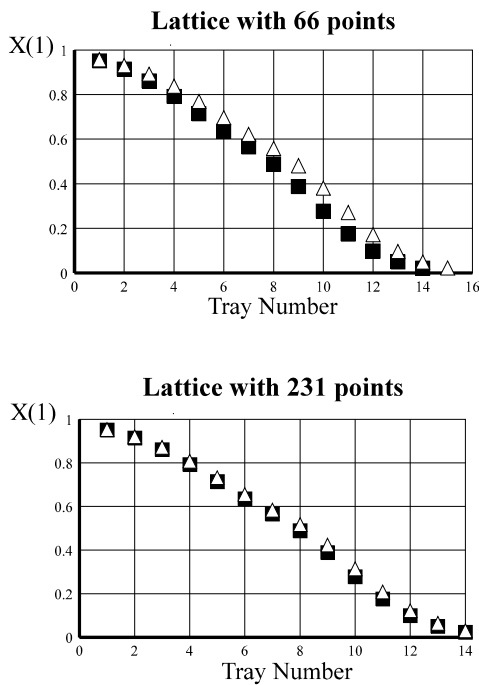 Lattice with 66 points
X(1)
1
0.8
0.6
0.4
0.2
0
0 2 4 6 8 10 12 14 16
Tray Number
Lattice with 231 points
X(1)
1
0.8
0.6
0.4
0.2
0
0 2 4 6 8 10 12 14
Tray Number